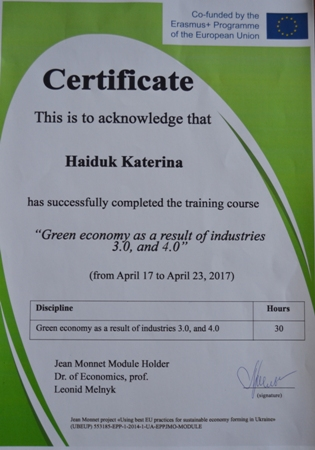 Co-funded by the
Erasmus+ Programme
of the European Union
Certificate
This is to acknowledge that
Haiduk Katerina
has successfully completed the training course
“Green economy as a result of industries
3.0, and 4.0”
(from April 17 to April 23, 2017)
Discipline Hours
Green economy as a result of industries 3.0, and 4.0 30
Jean Monnet Module Holder
Dr. of Economics, prof.
Leonid Melnyk
(signature)
Jean Monnet project «Using best EU practices for sustainable economy forming in Ukraine»
(UBEUP) 553185-EPP-1-2014-1-UA-EPPJMO-MODULE